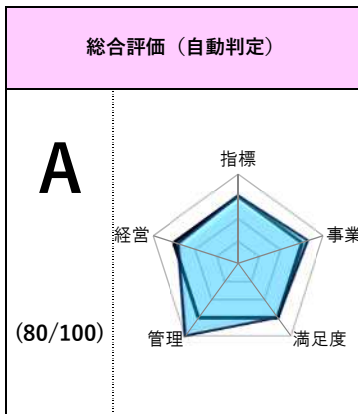 総合評価（自動判定）
A
(80/100)
指標
事業
満足度
管理
経営